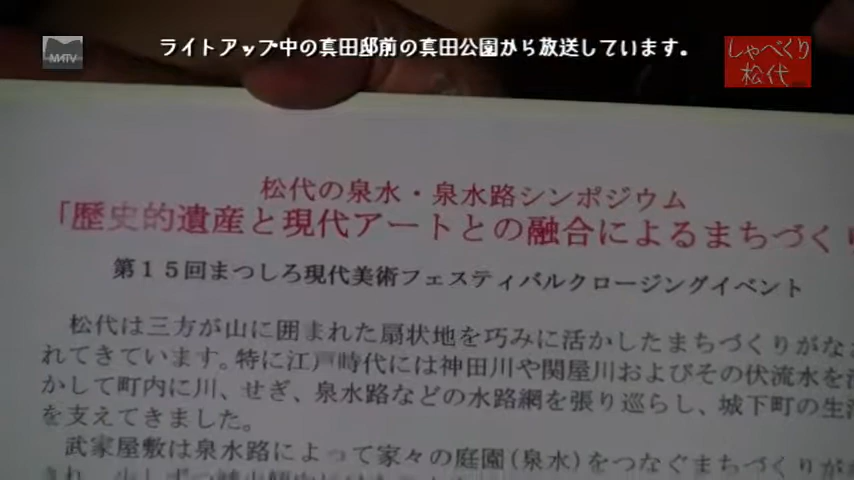 M4TV
ライトアップ中の真田邸前の真田公園から放送しています。
しゃべくり
松代
松代の泉水・泉水路シンポジウム
「歴史的遺産と現代アートとの融合によるまちづくり
第15回まつしろ現代美術フェスティバルクロージングイベント
松代は三方が山に囲まれた扇状地を巧みに活かしたまちづくりがなさ
れてきています。特に江戸時代には神田川や関屋川およびその伏流水を活
かして町内に川、せぎ、泉水路などの水路網を張り巡らし、城下町の生活
を支えてきました。
武家屋敷は泉水路によって家々の庭園(泉水)をつなぐまちづくりが